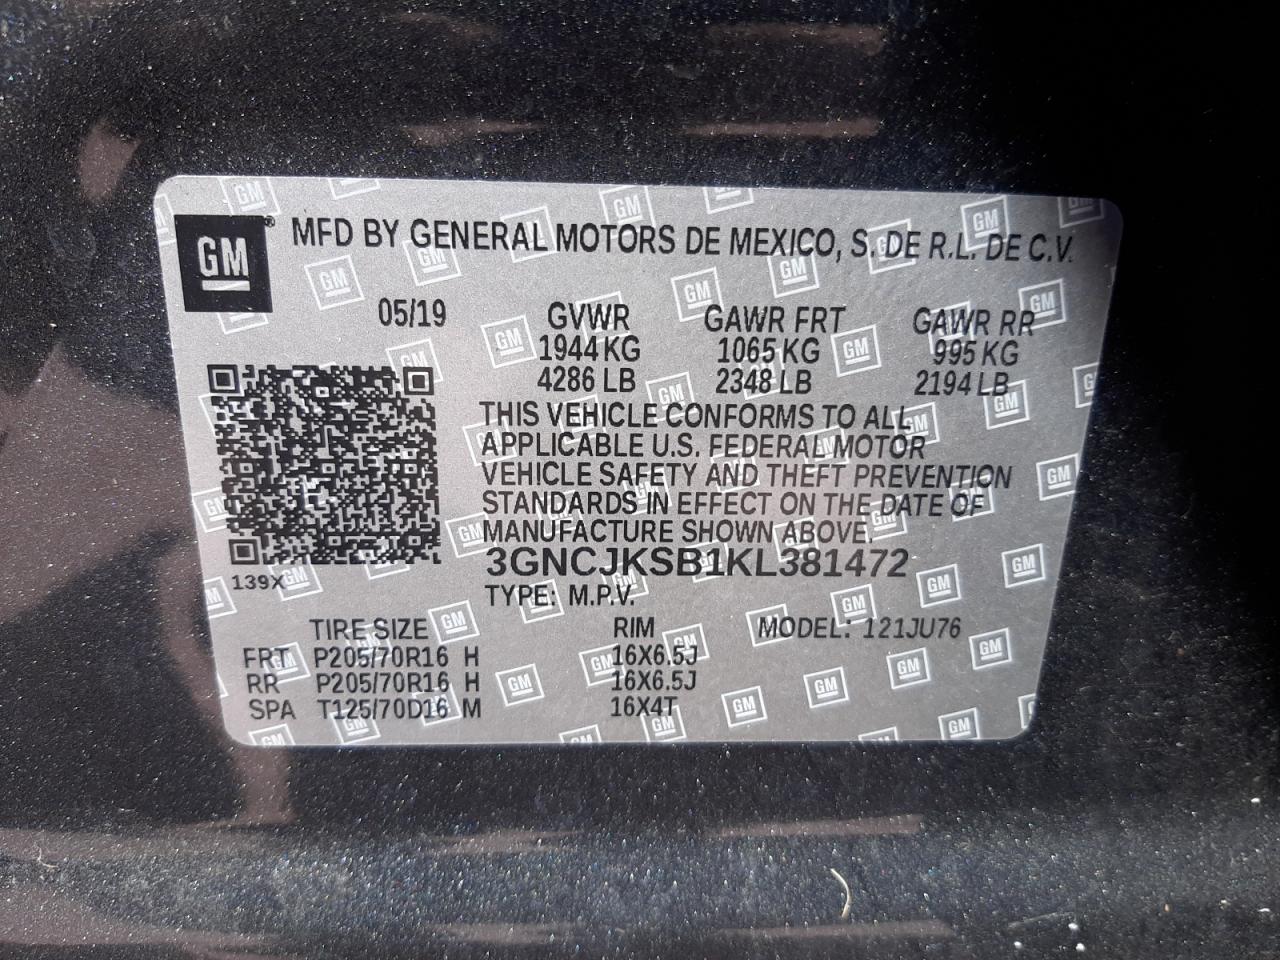 GM ® MFD BY GENERAL MOTORS DE MEXICO, S. DE R.L. DE C.V.
05/19 GVWR GAWR FRT GAWR RR
1944 KG 1065 KG 995 KG
4286 LB 2348 LB 2194 LB
THIS VEHICLE CONFORMS TO ALL
APPLICABLE U.S. FEDERAL MOTOR
VEHICLE SAFETY AND THEFT PREVENTION
STANDARDS IN EFFECT ON THE DATE OF
MANUFACTURE SHOWN ABOVE.
3GNCJKSB1KL381472
139X
TYPE: M.P.V.
TIRE SIZE RIM MODEL: 121JU76
FRT P205/70R16 H 16X6.5J
RR P205/70R16 H 16X6.5J
SPA T125/70D16 M 16X4T